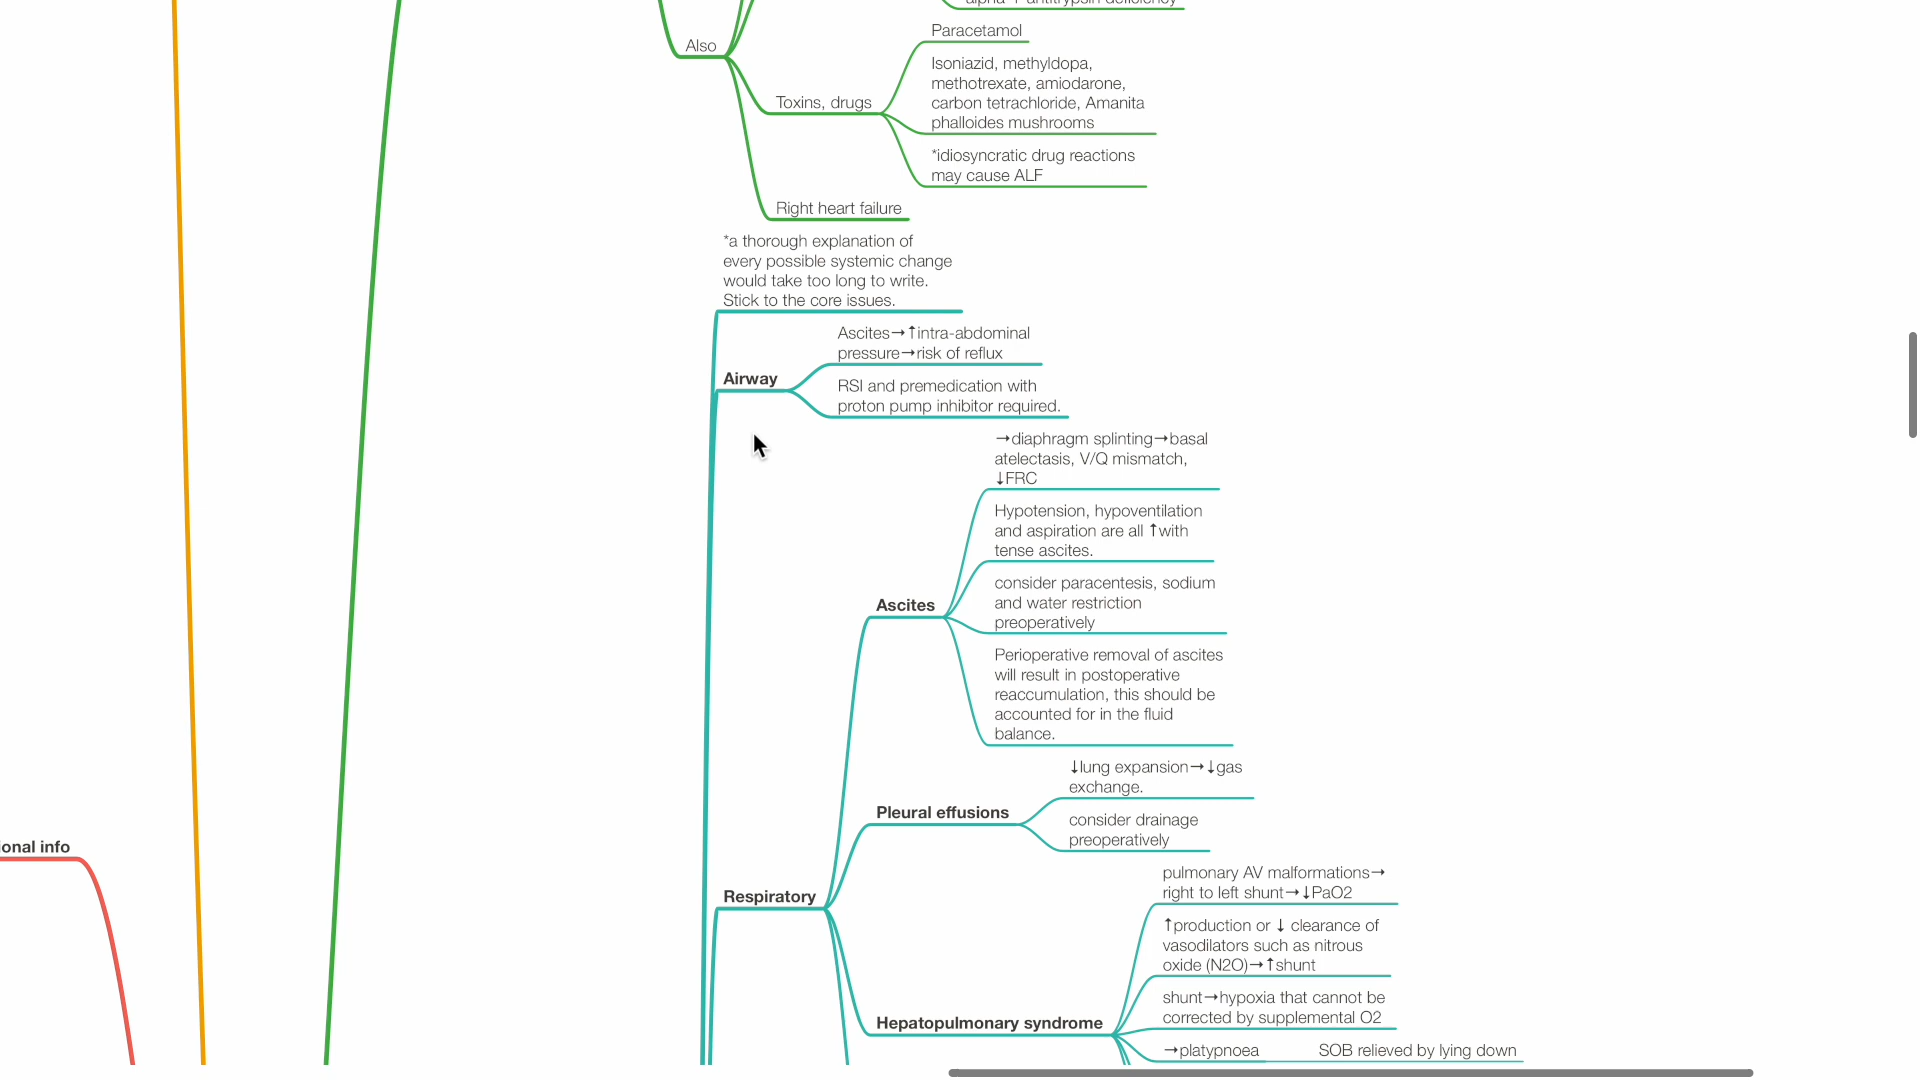 alpha-1 antitrypsin deficiency
Also
Paracetamol
Isoniazid, methyldopa,
methotrexate, amiodarone,
carbon tetrachloride, Amanita
phalloides mushrooms
Toxins, drugs
*idiosyncratic drug reactions
may cause ALF
Right heart failure
*a thorough explanation of
every possible systemic change
would take too long to write.
Stick to the core issues.
Ascites→↑intra-abdominal
pressure→risk of reflux
Airway
RSI and premedication with
proton pump inhibitor required.
→diaphragm splinting→basal
atelectasis, V/Q mismatch,
↓FRC
Hypotension, hypoventilation
and aspiration are all ↑with
tense ascites.
Ascites
consider paracentesis, sodium
and water restriction
preoperatively
Perioperative removal of ascites
will result in postoperative
reaccumulation, this should be
accounted for in the fluid
balance.
↓lung expansion→↓gas
exchange.
Pleural effusions
consider drainage
preoperatively
ional info
Respiratory
pulmonary AV malformations→
right to left shunt→↓PaO2
↑production or ↓ clearance of
vasodilators such as nitrous
oxide (N2O)→↑shunt
shunt→hypoxia that cannot be
corrected by supplemental O2
Hepatopulmonary syndrome
→platypnoea
SOB relieved by lying down